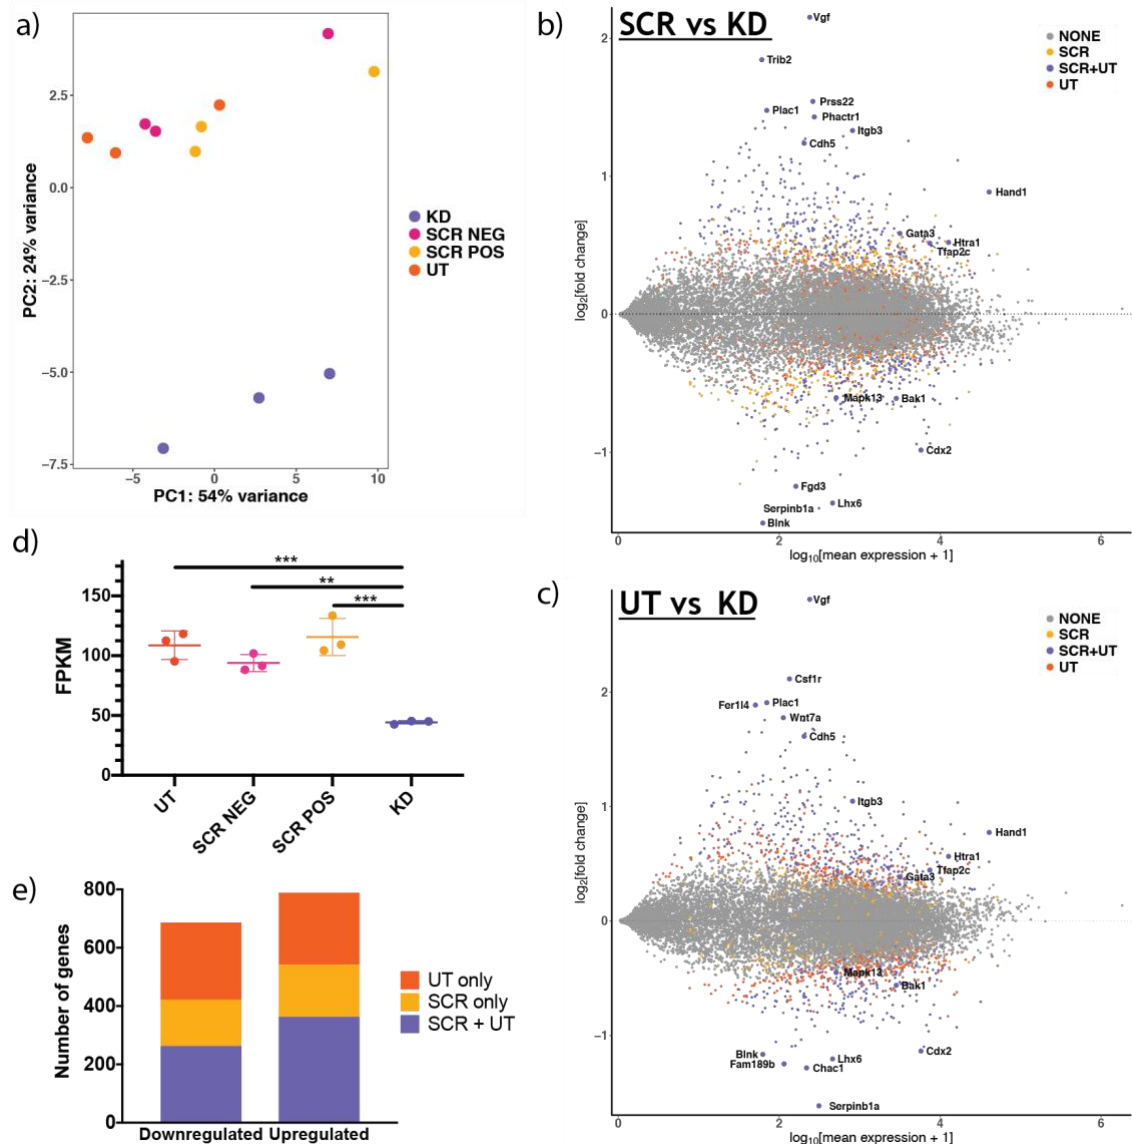 a)
2.5
0.0
−2.5
−5.0
−7.5
−5
0
5
10
PC2: 24% variance
PC1: 54% variance
KD
SCR NEG
SCR POS
UT
b)
SCR vs KD
NONE
SCR
SCR+UT
UT
Vgf
Trib2
Plac1
Prss22
Phactr1
Itgb3
Cdh5
Hand1
Gata3
Htra1
Tfap2c
Mapk13
Bak1
Cdx2
Fgd3
Lhx6
Serpinb1a
Blnk
2
1
0
−1
log2[fold change]
0
2
4
6
log10[mean expression + 1]
c)
UT vs KD
NONE
SCR
SCR+UT
UT
Vgf
Csf1r
Fer1l4
Plac1
Wnt7a
Cdh5
Itgb3
Hand1
Htra1
Tfap2c
Gata3
Mapk13
Bak1
Blnk
Lhx6
Cdx2
Fam189b
Chac1
Serpinb1a
2
1
0
−1
log2[fold change]
0
2
4
6
log10[mean expression + 1]
d)
***
**
***
150
100
50
0
FPKM
UT
SCR NEG
SCR POS
KD
e)
800
600
400
200
0
Number of genes
Downregulated Upregulated
UT only
SCR only
SCR + UT